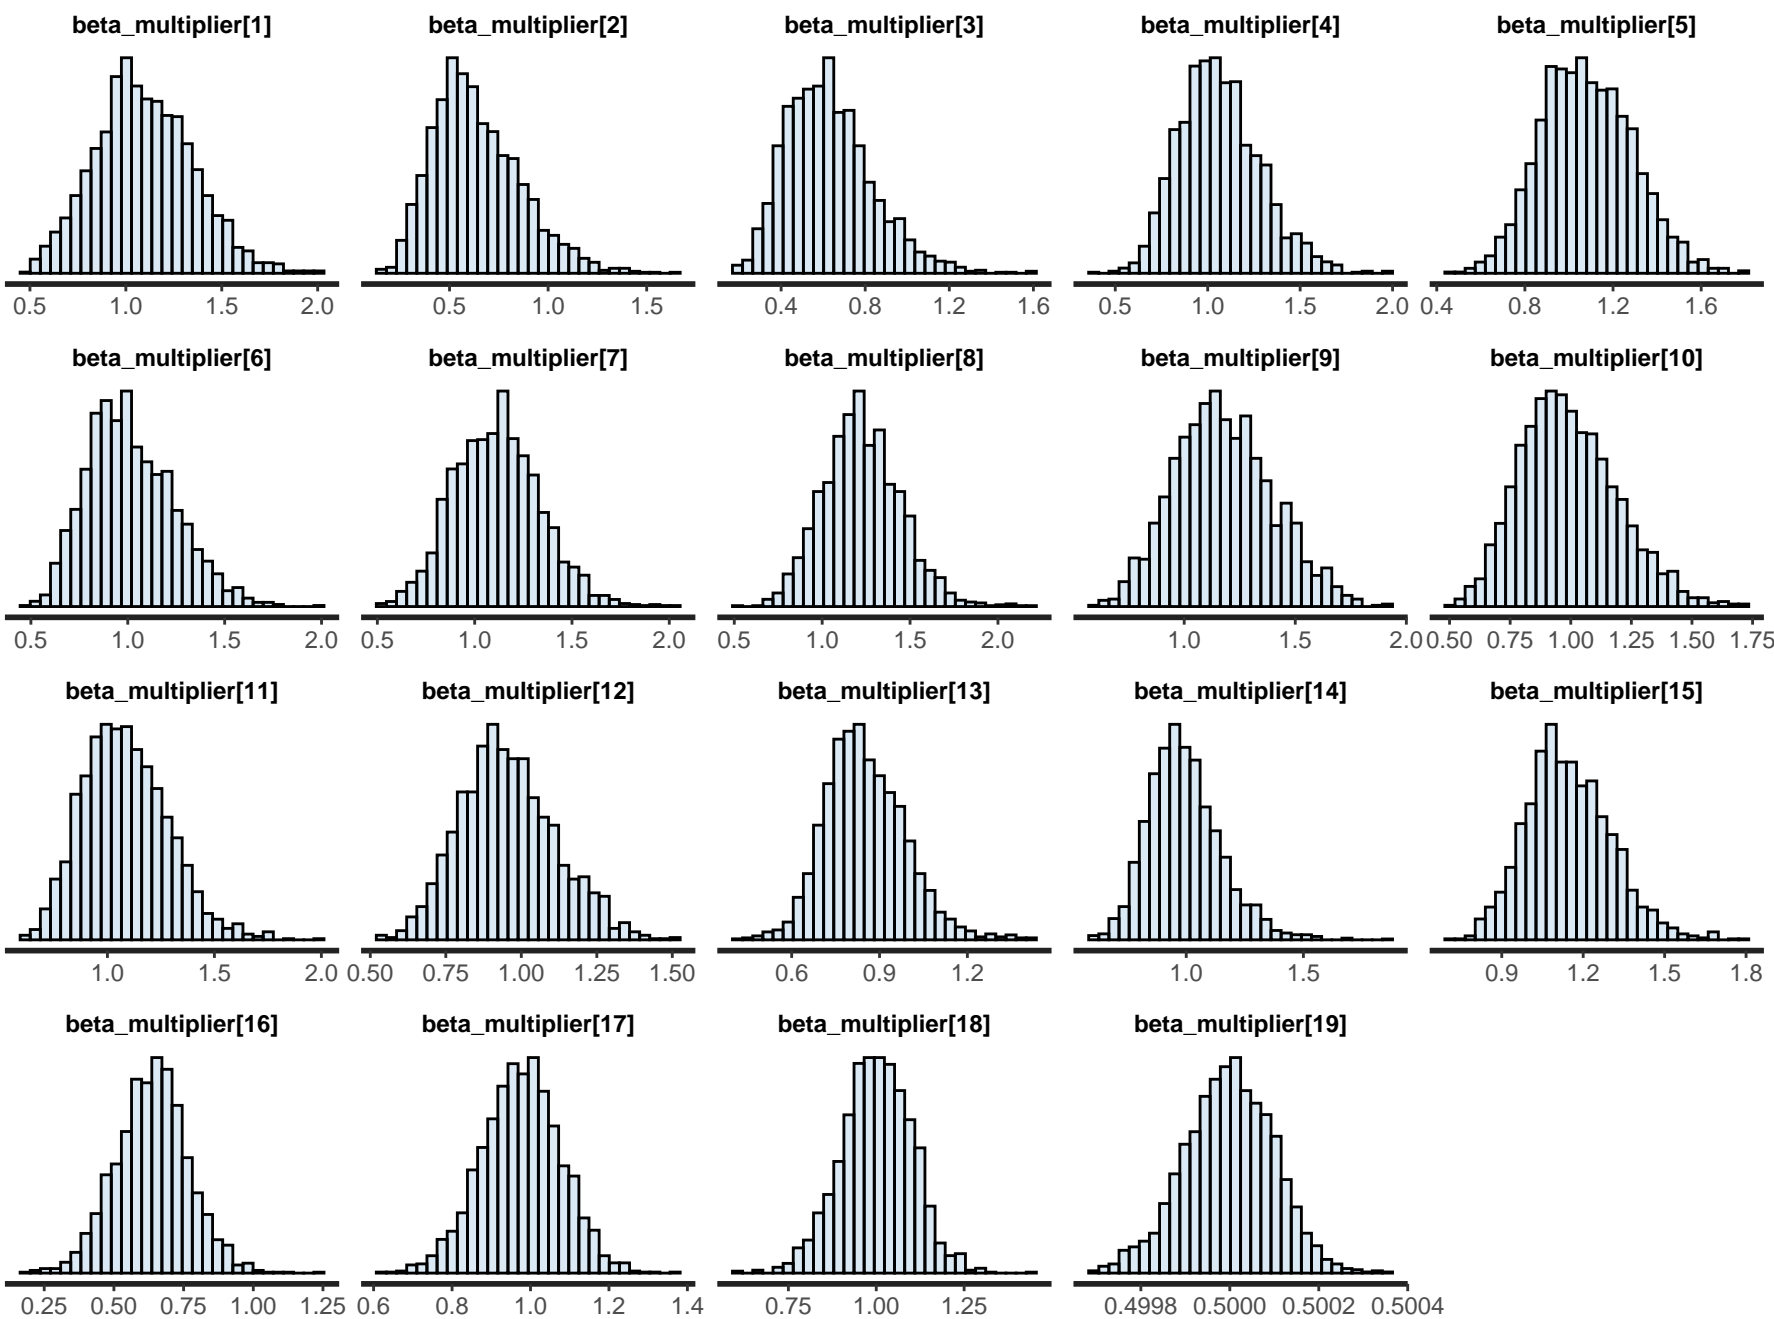 beta_multiplier[1] beta_multiplier[2] beta_multiplier[3] beta_multiplier[4] beta_multiplier[5]
0.5 1.0 1.5 2.0 0.5 1.0 1.5 0.4 0.8 1.2 1.6 0.5 1.0 1.5 2.0 0.4 0.8 1.2 1.6
beta_multiplier[6] beta_multiplier[7] beta_multiplier[8] beta_multiplier[9] beta_multiplier[10]
0.5 1.0 1.5 2.0 0.5 1.0 1.5 2.0 0.5 1.0 1.5 2.0 1.0 1.5 2.0 0.50 0.75 1.00 1.25 1.50 1.75
beta_multiplier[11] beta_multiplier[12] beta_multiplier[13] beta_multiplier[14] beta_multiplier[15]
1.0 1.5 2.0 0.50 0.75 1.00 1.25 1.50 0.6 0.9 1.2 1.0 1.5 0.9 1.2 1.5 1.8
beta_multiplier[16] beta_multiplier[17] beta_multiplier[18] beta_multiplier[19]
0.25 0.50 0.75 1.00 1.25 0.6 0.8 1.0 1.2 1.4 0.75 1.00 1.25 0.4998 0.5000 0.5002 0.5004